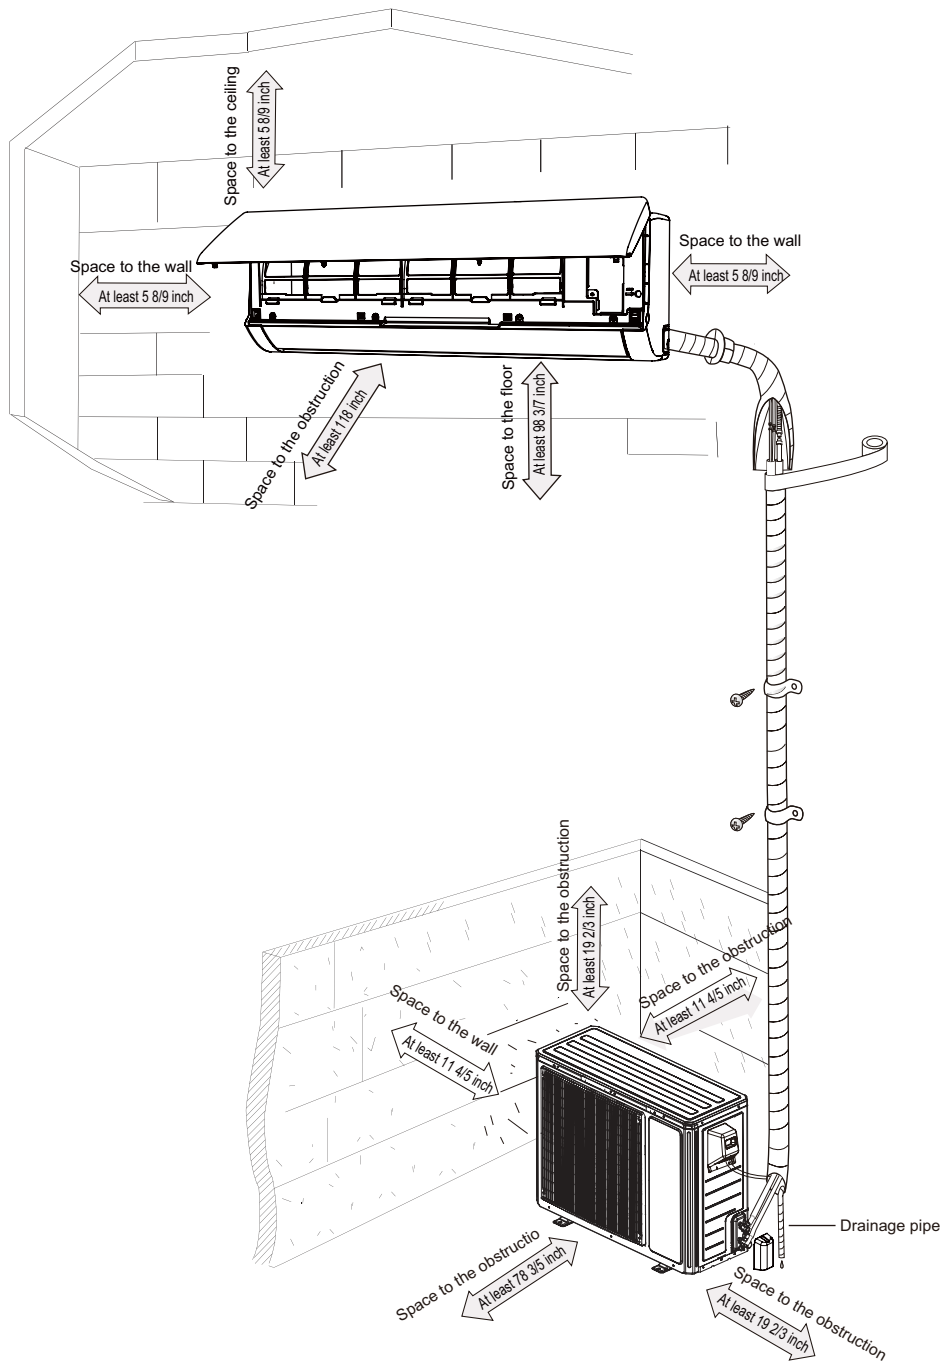 Space to the ceiling
At least 5 8/9 inch
Space to the wall
At least 5 8/9 inch
Space to the wall
At least 5 8/9 inch
Space to the obstruction
At least 118 inch
Space to the floor
At least 98 3/7 inch
Space to the obstruction
At least 19 2/3 inch
Space to the obstruction
At least 11 4/5 inch
Space to the wall
At least 11 4/5 inch
Drainage pipe
Space to the obstructio
At least 78 3/5 inch
Space to the obstruction
At least 19 2/3 inch